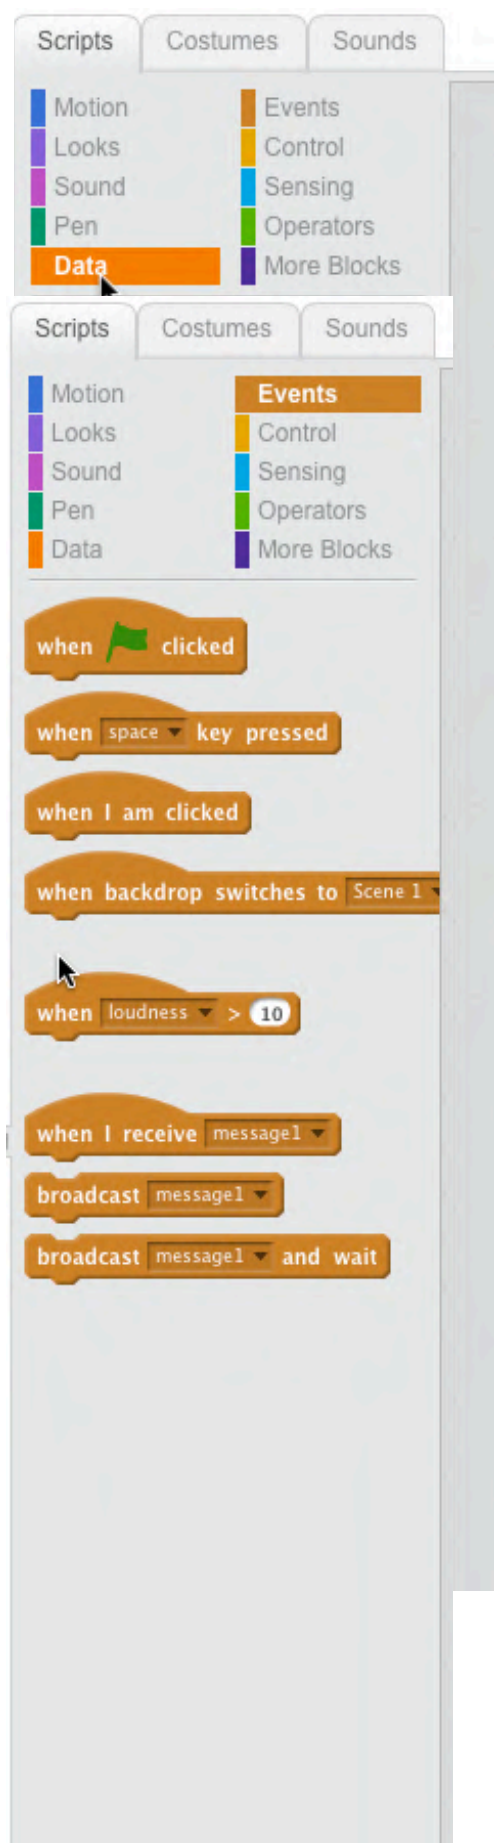 Scripts Costumes Sounds
Motion Events
Looks Control
Sound Sensing
Pen Operators
Data More Blocks
Scripts Costumes Sounds
Motion Events
Looks Control
Sound Sensing
Pen Operators
Data More Blocks
when clicked
when space key pressed
when I am clicked
when backdrop switches to Scene 1
when loudness > 10
when I receive message1
broadcast message1
broadcast message1 and wait